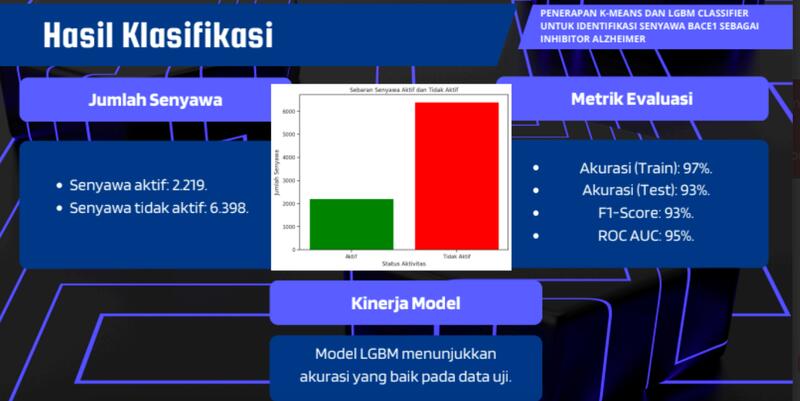 Hasil Klasifikasi
PENERAPAN K-MEANS DAN LGBM CLASSIFIER
UNTUK IDENTIFIKASI SENYAWA BACE1 SEBAGAI
INHIBITOR ALZHEIMER
Jumlah Senyawa
Senyawa aktif: 2.219.
Senyawa tidak aktif: 6.398.
Sebaran Senyawa Aktif dan Tidak Aktif
Jumlah Senyawa
6000
5000
4000
3000
2000
1000
0
Aktif
Tidak Aktif
Status Aktivitas
Metrik Evaluasi
Akurasi (Train): 97%.
Akurasi (Test): 93%.
F1-Score: 93%.
ROC AUC: 95%.
Kinerja Model
Model LGBM menunjukkan
akurasi yang baik pada data uji.